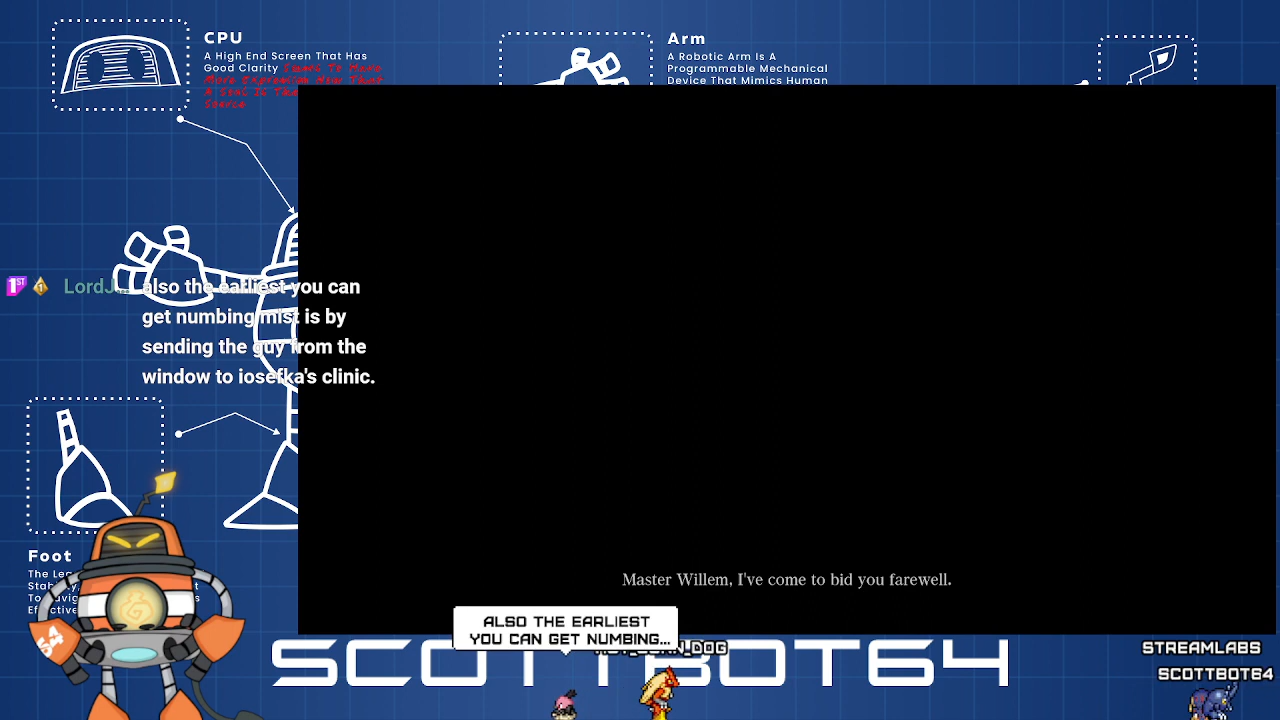 CPU
A High End Screen That Has
Good Clarity
Arm
A Robotic Arm Is A
Programmable Mechanical
Device That Mimics Human
LordJ...
also the earliest you can
get numbing mist is by
sending the guy from the
window to iosefka's clinic.
Foot
Master Willem, I've come to bid you farewell.
ALSO THE EARLIEST
YOU CAN GET NUMBING...
SCOTTBOT64
STREAMLABS
SCOTTBOT64